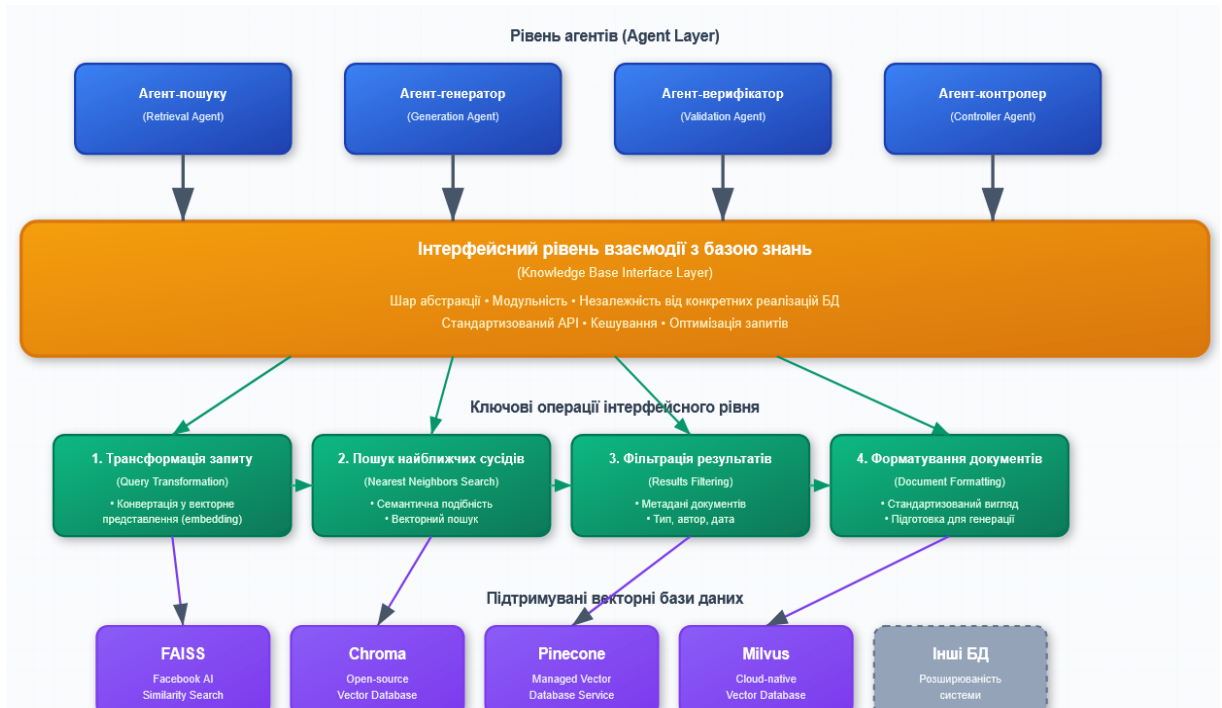 Рівень агентів (Agent Layer)
Агент-пошуку
(Retrieval Agent)
Агент-генератор
(Generation Agent)
Агент-верифікатор
(Validation Agent)
Агент-контролер
(Controller Agent)
Інтерфейсний рівень взаємодії з базою знань
(Knowledge Base Interface Layer)
Шар абстракції • Модульність • Незалежність від конкретних реалізацій БД
Стандартизований API • Кешування • Оптимізація запитів
Ключові операції інтерфейсного рівня
1. Трансформація запиту
(Query Transformation)
• Конвертація у векторне
представлення (embedding)
2. Пошук найближчих сусідів
(Nearest Neighbors Search)
• Семантична подібність
• Векторний пошук
3. Фільтрація результатів
(Results Filtering)
• Метадані документів
• Тип, автор, дата
4. Форматування документів
(Document Formatting)
• Стандартизований вигляд
• Підготовка для генерації
Підтримувані векторні бази даних
FAISS
Facebook AI
Similarity Search
Chroma
Open-source
Vector Database
Pinecone
Managed Vector
Database Service
Milvus
Cloud-native
Vector Database
Інші БД
Розширюваність
системи